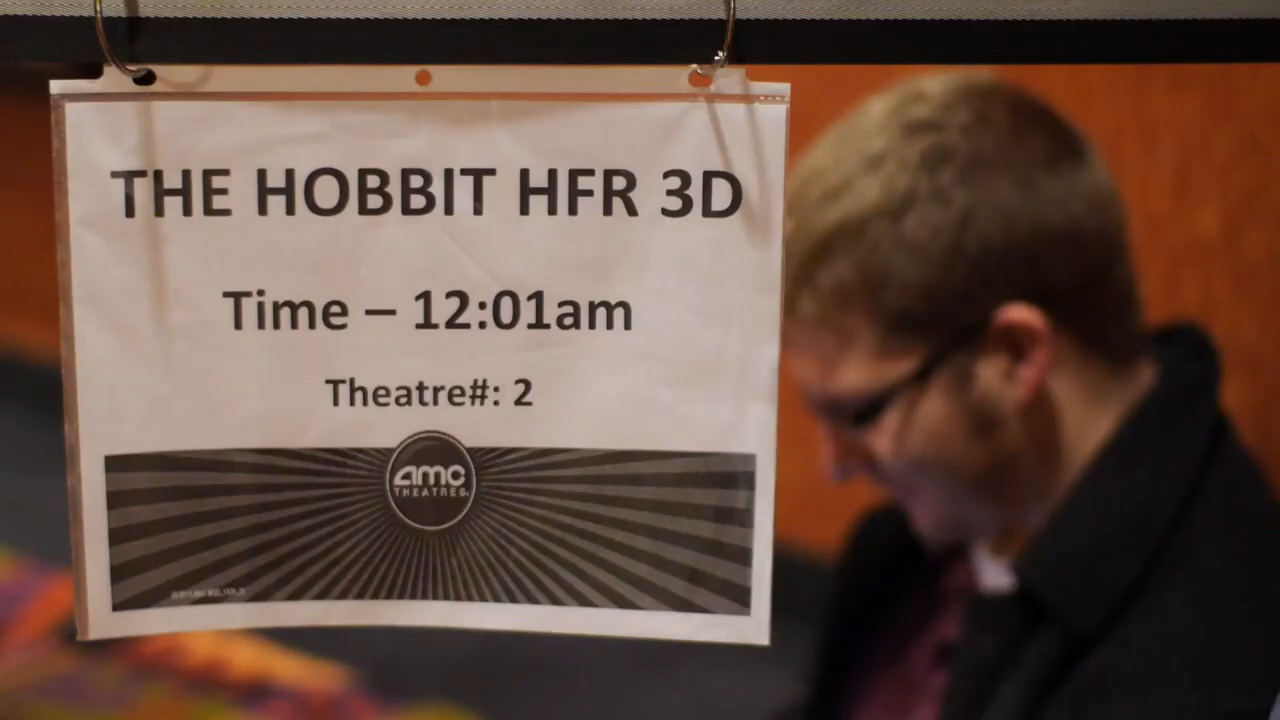 THE HOBBIT HFR 3D
Time – 12:01am
Theatre#: 2
amc
THEATRES